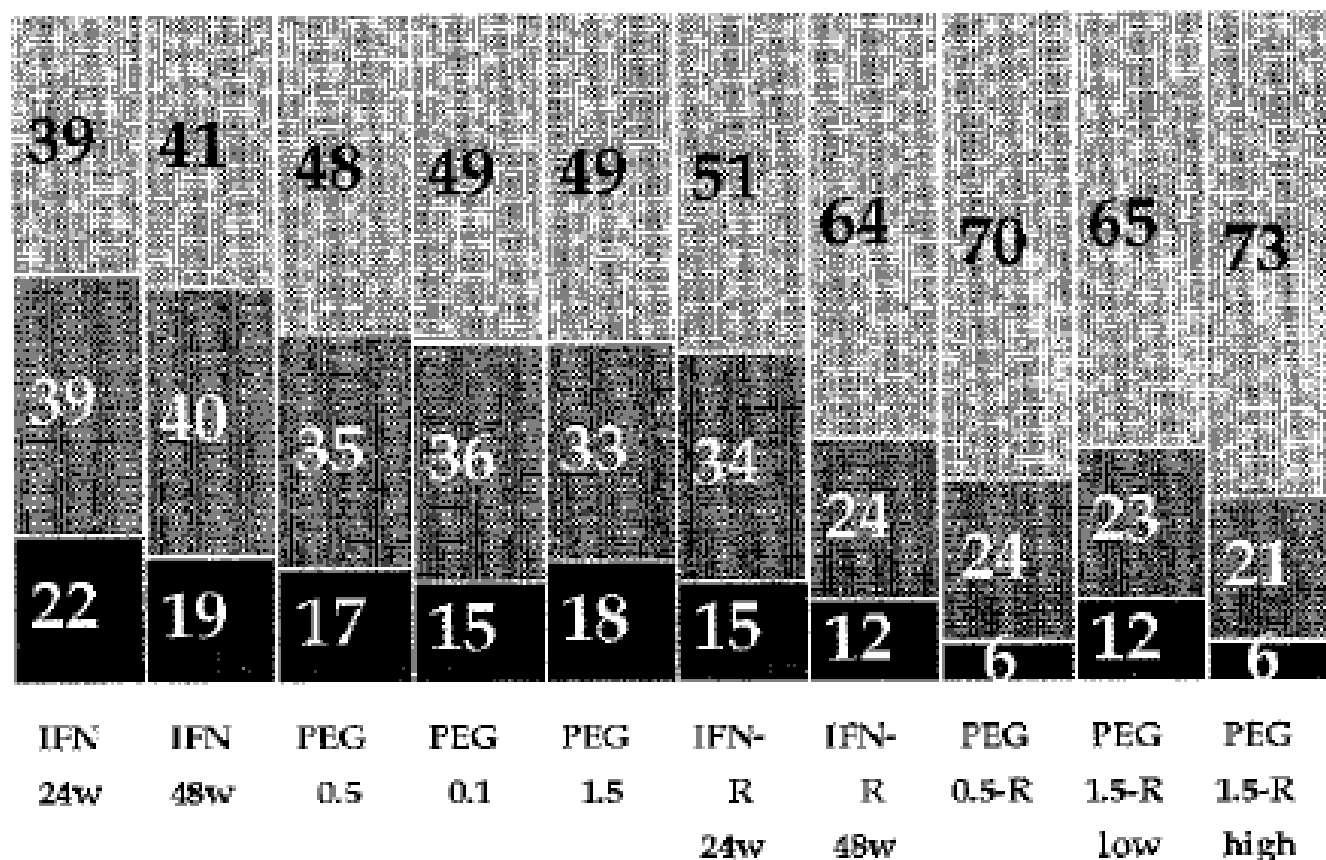 39 41 48 49 49 51 64 70 65 73
39 40 35 36 33 34 24 24 23 21
22 19 17 15 18 15 12 6 12 6
IFN IFN PEG PEG PEG IFN- IFN- PEG PEG PEG
24w 48w 0.5 0.1 1.5 R R 0.5-R 1.5-R 1.5-R
24w 48w low high